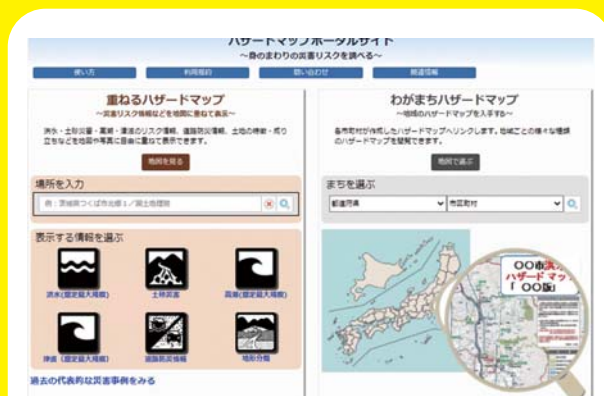 ハザードマップポータルサイト
～身のまわりの災害リスクを調べる～
使い方
利用規約
問い合わせ
関連情報
重ねるハザードマップ
～災害リスク情報などを地図に重ねて表示～
洪水・土砂災害・高潮・津波のリスク情報、道路防災情報、土地の特徴・成り
立ちなどを地図や写真に自由に重ねて表示できます。
地図を見る
場所を入力
例：茨城県つくば市北郷１／国土地理院
表示する情報を選ぶ
洪水(想定最大規模)
土砂災害
高潮(想定最大規模)
津波（想定最大規模）
道路防災情報
地形分類
過去の代表的な災害事例をみる
わがまちハザードマップ
～地域のハザードマップを入手する～
各市町村が作成したハザードマップへリンクします。地域ごとの様々な種類
のハザードマップを閲覧できます。
地図で選ぶ
まちを選ぶ
都道府県
市区町村
〇〇市洪水
ハザードマップ
「 〇〇版」